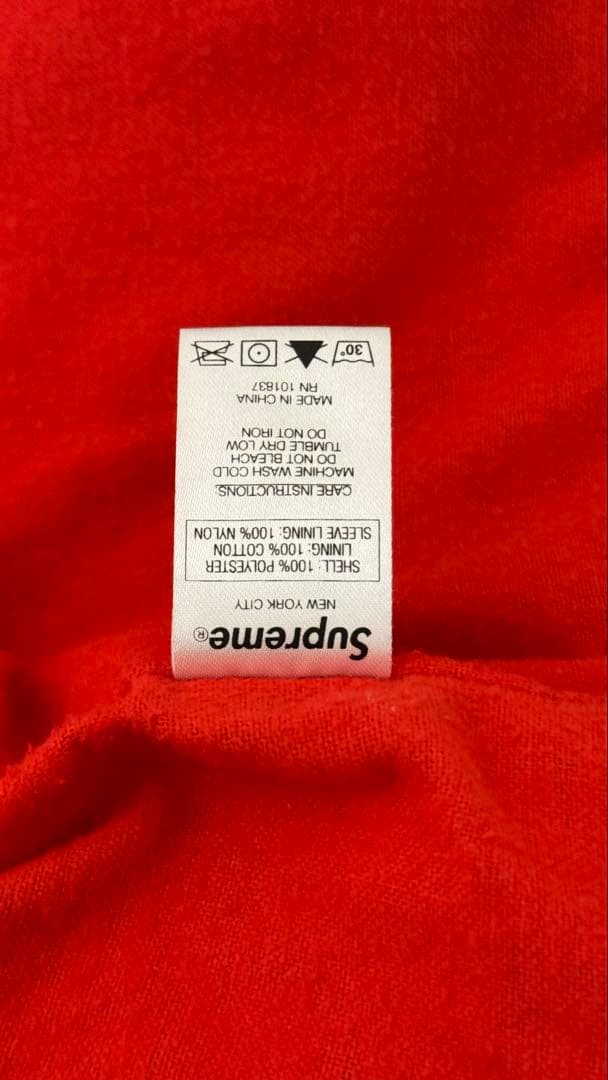 Supreme®
NEW YORK CITY
SHELL: 100% POLYESTER
LINING: 100% COTTON
SLEEVE LINING: 100% NYLON
CARE INSTRUCTIONS:
MACHINE WASH COLD
DO NOT BLEACH
TUMBLE DRY LOW
DO NOT IRON
MADE IN CHINA
RN 101837
30°